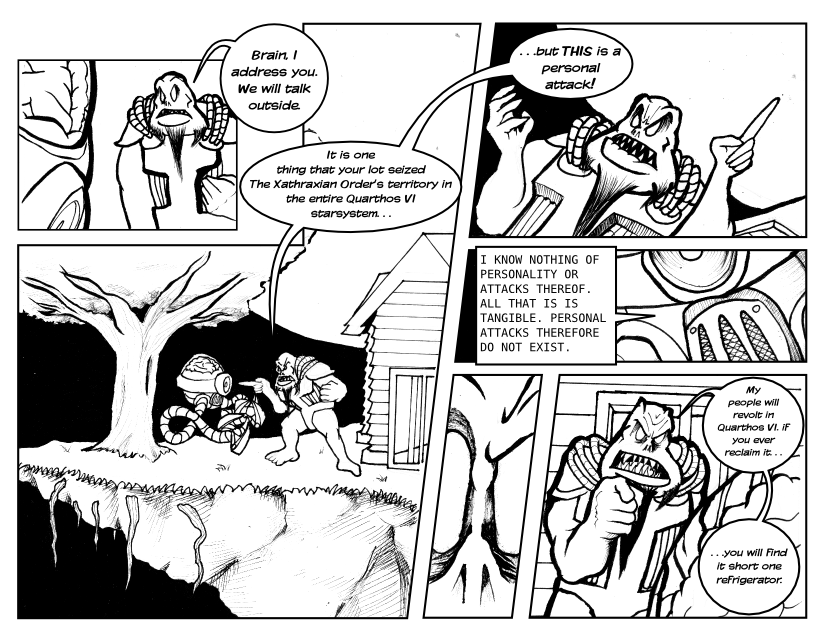 Brain, I
address you.
We will talk
outside.
It is one
thing that your lot seized
The Xathraxian Order's territory in
the entire Quarthos VI
starsystem. . .
. . .but THIS is a
personal
attack!
I KNOW NOTHING OF
PERSONALITY OR
ATTACKS THEREOF.
ALL THAT IS IS
TANGIBLE. PERSONAL
ATTACKS THEREFORE
DO NOT EXIST.
My
people will
revolt in
Quarthos VI, if
you ever
reclaim it. . .
. . .you will find
it short one
refrigerator.